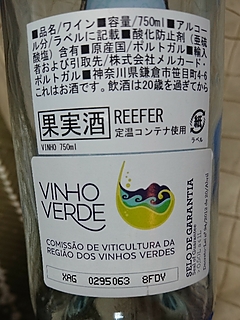 ■品名/ワイン■容量/750ml■アルコー
ル分/ラベルに記載■酸化防止剤(亜硫
酸塩)含有■原産国/ポルトガル■輸入
者および引取先/株式会社メルカード・
ポルトガル■神奈川県鎌倉市笹目町4-6
これはお酒です。飲酒は20歳を過ぎてから
果実酒
REEFER
定温コンテナ使用
VINHO 750ml
紙
ラベル
VINHO
VERDE
COMISSÃO DE VITICULTURA DA
REGIÃO DOS VINHOS VERDES
XAG 0295063 8FDY
SELO DE GARANTIA